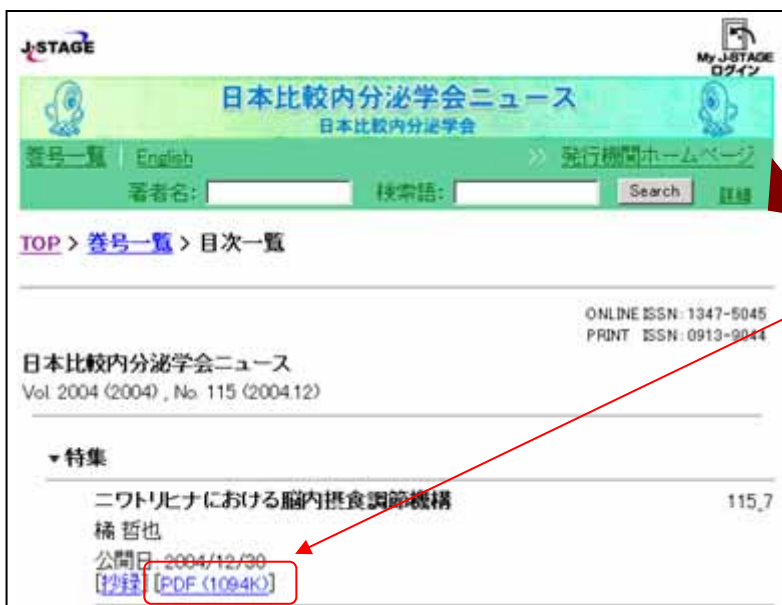 J-STAGE
My J-STAGE
ログイン
日本比較内分泌学会ニュース
日本比較内分泌学会
巻号一覧 | English
>> 発行機関ホームページ
著者名: 検索語: Search 詳細
TOP > 巻号一覧 > 目次一覧
ONLINE ISSN: 1347-5045
PRINT ISSN: 0913-9044
日本比較内分泌学会ニュース
Vol. 2004 (2004) , No. 115 (2004.12)
▾特集
ニワトリヒナにおける脳内摂食調節機構 115_7
橘 哲也
公開日: 2004/12/30
[抄録] [PDF (1094K)]